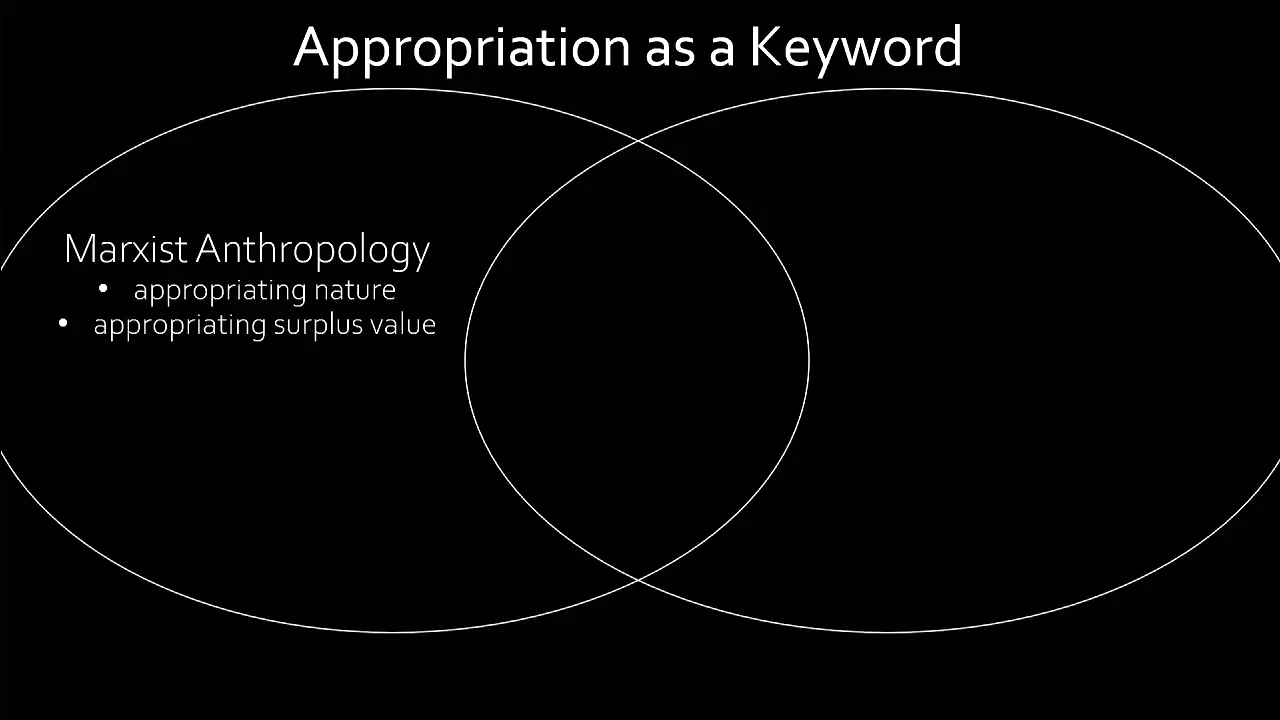 Appropriation as a Keyword
Marxist Anthropology
• appropriating nature
• appropriating surplus value